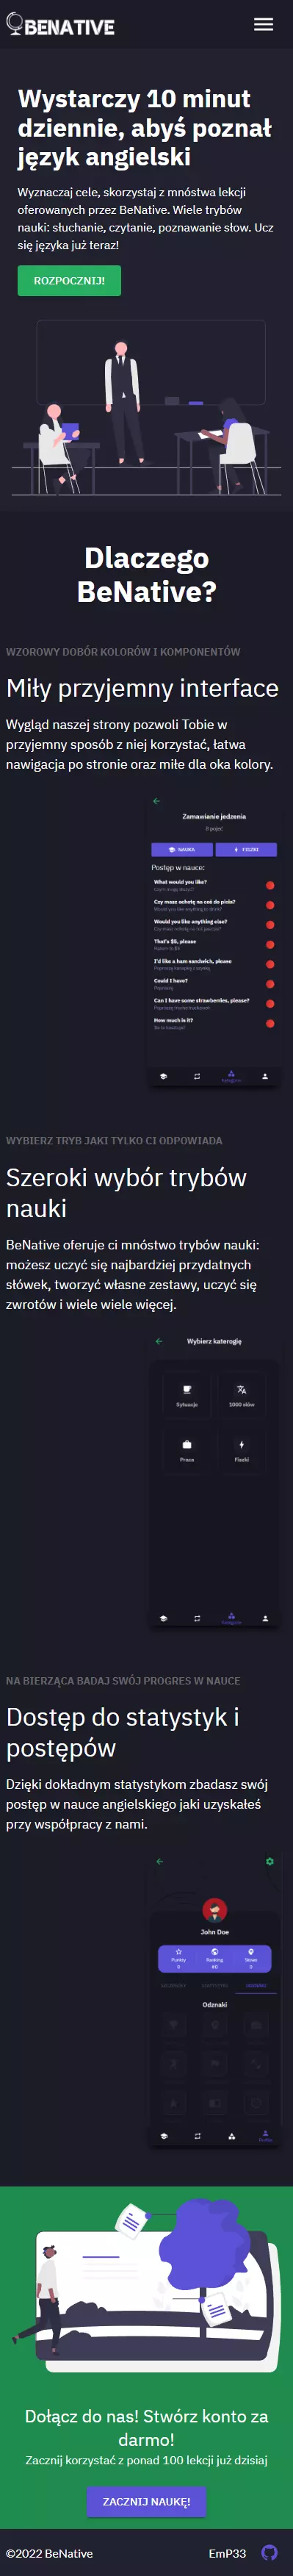 BENATIVE
Wystarczy 10 minut
dziennie, abyś poznał
język angielski
Wyznaczaj cele, skorzystaj z mnóstwa lekcji
oferowanych przez BeNative. Wiele trybów
nauki: słuchanie, czytanie, poznawanie słow. Ucz
się języka już teraz!
ROZPOCZNIJ!
Dlaczego
BeNative?
WZOROWY DOBÓR KOLORÓW I KOMPONENTÓW
Miły przyjemny interface
Wygląd naszej strony pozwoli Tobie w
przyjemny sposób z niej korzystać, łatwa
nawigacja po stronie oraz miłe dla oka kolory.
Zamawianie jedzenia
8 pojęć
NAUKA
FISZKI
Postęp w nauce:
What would you like?
Czy masz ochotę na coś do picia?
Would you like anything to drink?
Would you like anything else?
That's $5, please
I'd like a ham sandwich, please
Could I have?
Poproszę
Can I have some strawberries, please?
How much is it?
Kategorie
WYBIERZ TRYB JAKI TYLKO CI ODPOWIADA
Szeroki wybór trybów
nauki
BeNative oferuje ci mnóstwo trybów nauki:
możesz uczyć się najbardziej przydatnych
słówek, tworzyć własne zestawy, uczyć się
zwrotów i wiele wiele więcej.
Wybierz katerogię
Sytuacje
1000 słów
Praca
Fiszki
Kategorie
NA BIERZĄCA BADAJ SWÓJ PROGRES W NAUCE
Dostęp do statystyk i
postępów
Dzięki dokładnym statystykom zbadasz swój
postęp w nauce angielskiego jaki uzyskałeś
przy współpracy z nami.
John Doe
Punkty
0
Ranking
Słowa
0
ODZNAKI
Odznaki
Dołącz do nas! Stwórz konto za
darmo!
Zacznij korzystać z ponad 100 lekcji już dzisiaj
ZACZNIJ NAUKĘ!
©2022 BeNative
EmP33